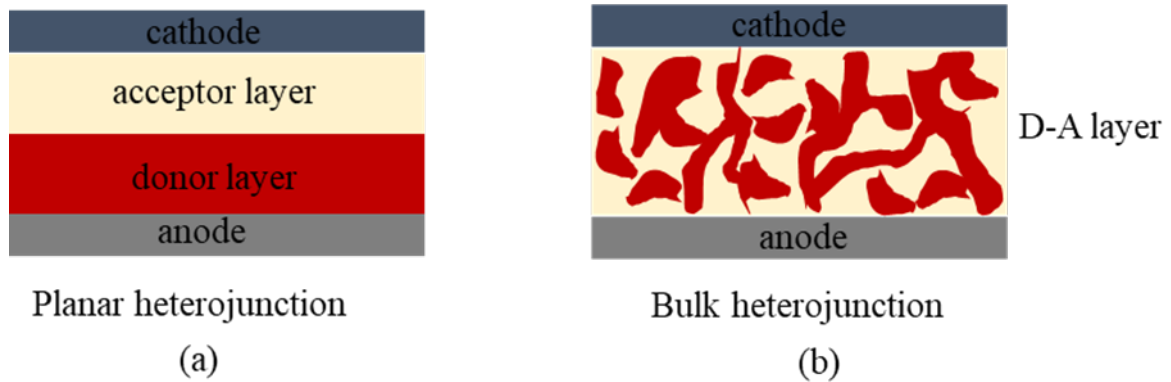 cathode
acceptor layer
donor layer
anode
Planar heterojunction
(a)
cathode
D-A layer
anode
Bulk heterojunction
(b)